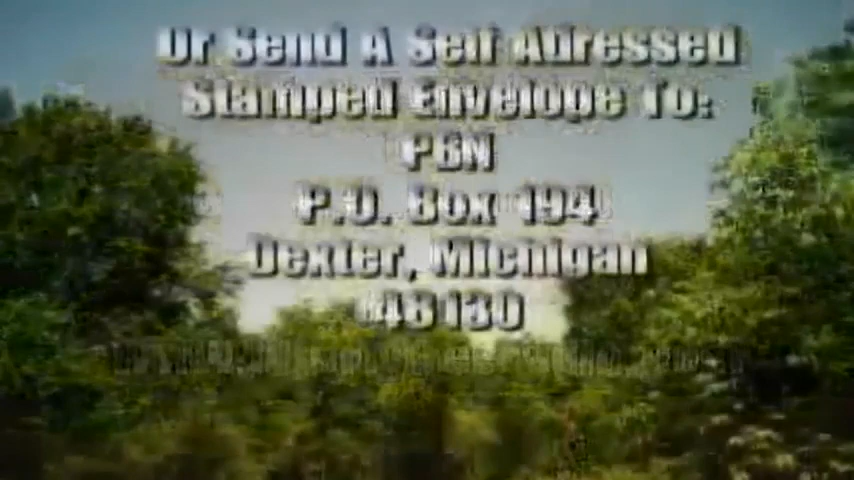 Or Send A Self Adressed
Stamped Envelope To:
PBN
P.O. Box 194
Dexter, Michigan
48130